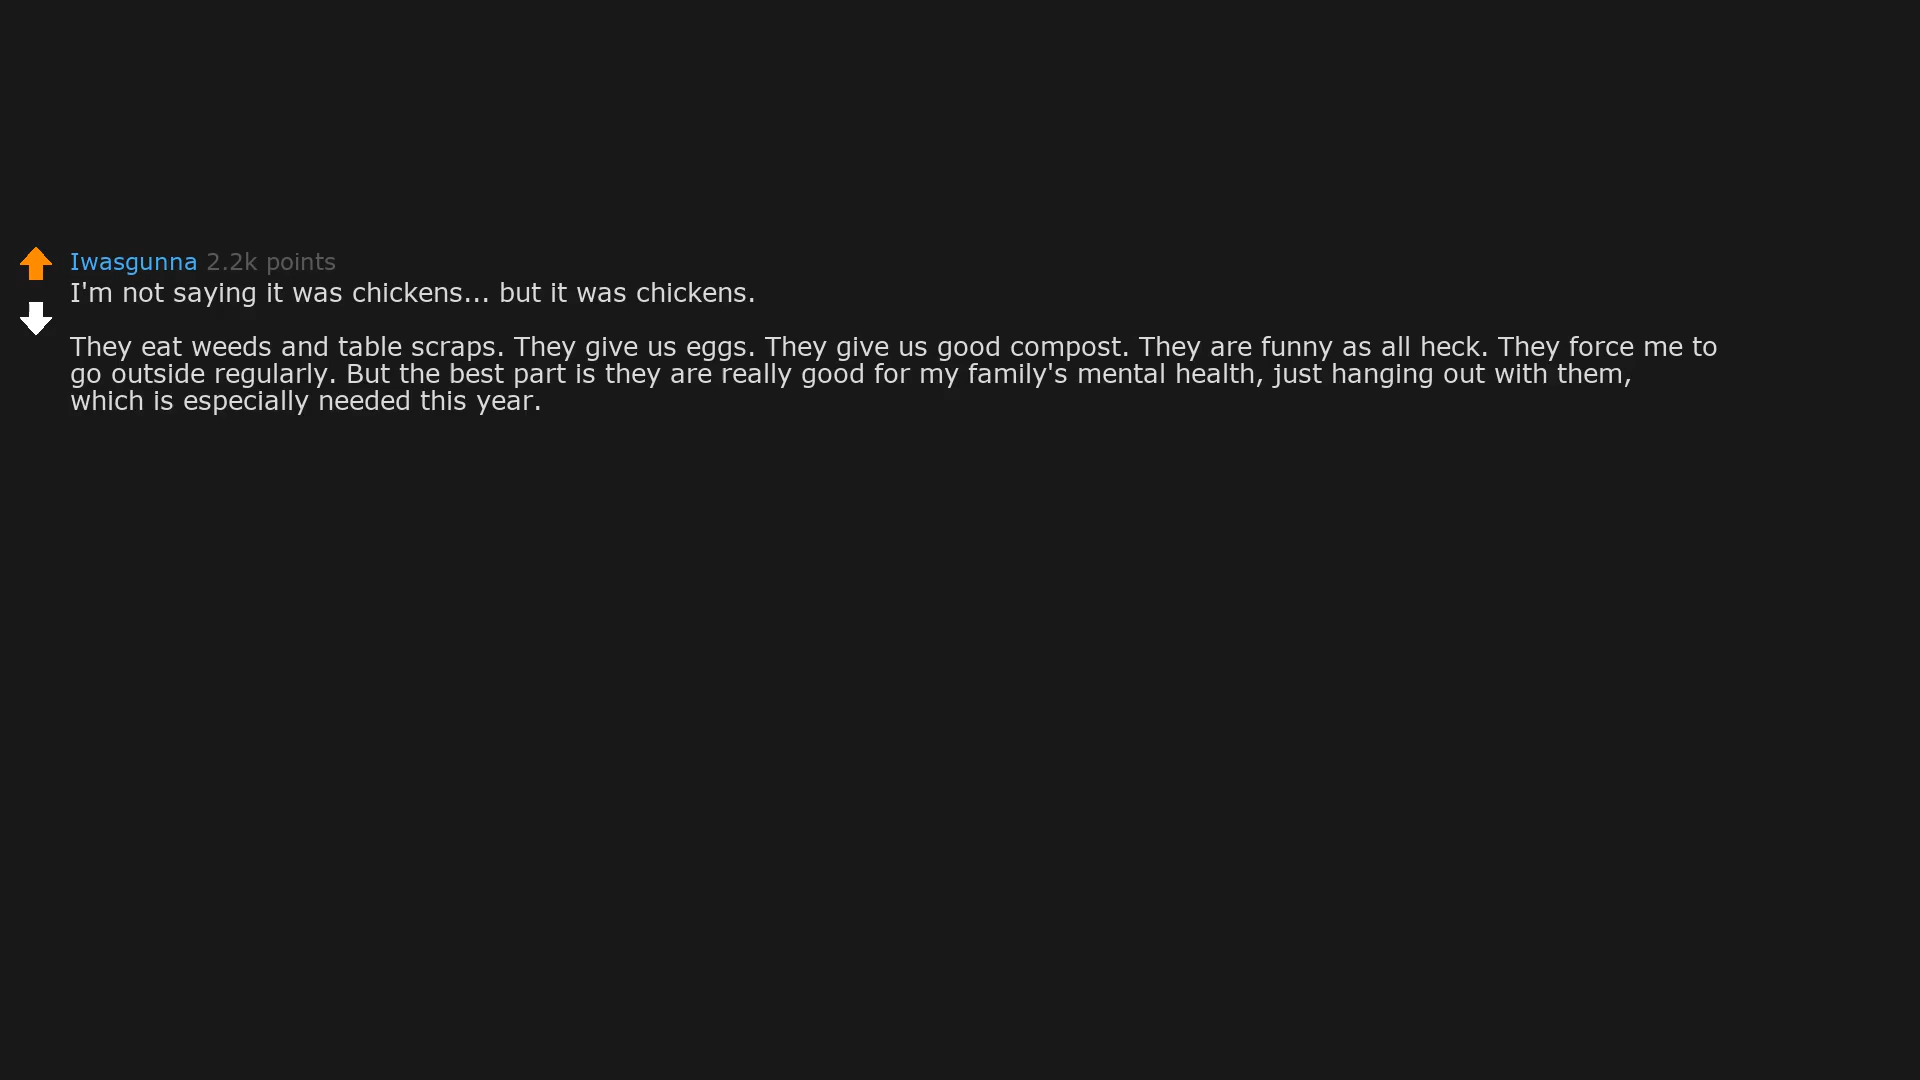 Iwasgunna 2.2k points
I'm not saying it was chickens... but it was chickens.
They eat weeds and table scraps. They give us eggs. They give us good compost. They are funny as all heck. They force me to
go outside regularly. But the best part is they are really good for my family's mental health, just hanging out with them,
which is especially needed this year.